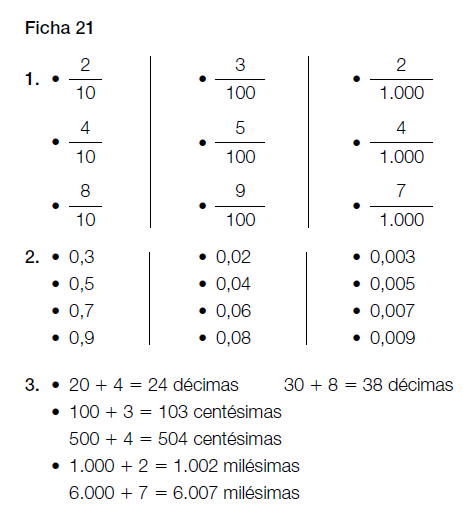 Ficha 21
1. • 2/10 • 3/100 • 2/1.000
• 4/10 • 5/100 • 4/1.000
• 8/10 • 9/100 • 7/1.000
2. • 0,3 • 0,02 • 0,003
• 0,5 • 0,04 • 0,005
• 0,7 • 0,06 • 0,007
• 0,9 • 0,08 • 0,009
3. • 20 + 4 = 24 décimas 30 + 8 = 38 décimas
• 100 + 3 = 103 centésimas
500 + 4 = 504 centésimas
• 1.000 + 2 = 1.002 milésimas
6.000 + 7 = 6.007 milésimas